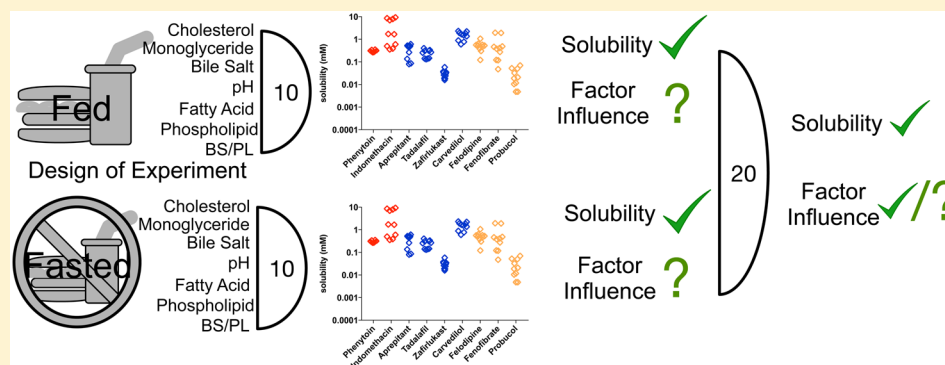 Fed
Design of Experiment
Cholesterol
Monoglyceride
Bile Salt
pH
Fatty Acid
Phospholipid
BS/PL
10
solubility (mM)
10
1
0.1
0.01
0.001
0.0001
Phenytoin
Indomethacin
Aprepitant
Tadalafil
Zafirlukast
Carvedilol
Felodipine
Fenofibrate
Probucol
Solubility
Factor
Influence ?
Fasted
Cholesterol
Monoglyceride
Bile Salt
pH
Fatty Acid
Phospholipid
BS/PL
10
solubility (mM)
10
1
0.1
0.01
0.001
0.0001
Phenytoin
Indomethacin
Aprepitant
Tadalafil
Zafirlukast
Carvedilol
Felodipine
Fenofibrate
Probucol
Solubility
Factor
Influence ?
20
Solubility
Factor
Influence /?